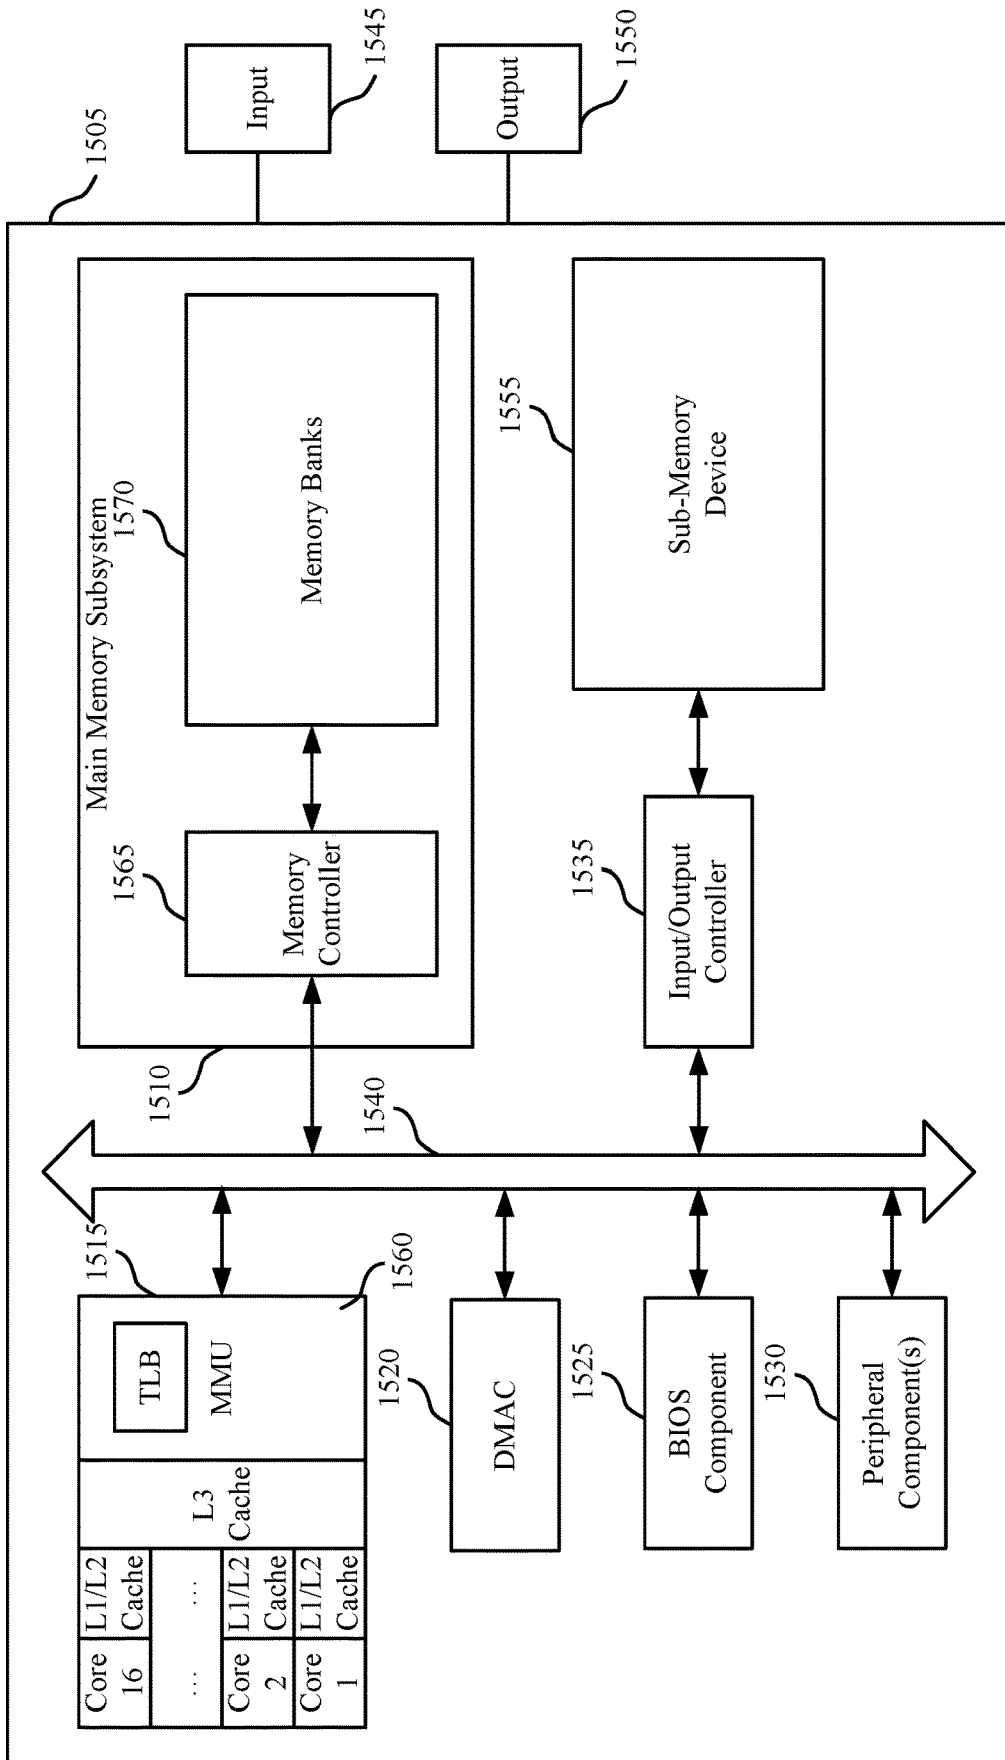 1505
Main Memory Subsystem
1510
1565
Memory
Controller
1570
Memory Banks
1545
Input
1550
Output
1515
Core
16
L1/L2
Cache
...
...
Core
2
L1/L2
Cache
Core
1
L1/L2
Cache
L3
Cache
TLB
MMU
1560
1540
1520
DMAC
1525
BIOS
Component
1530
Peripheral
Component(s)
1535
Input/Output
Controller
1555
Sub-Memory
Device